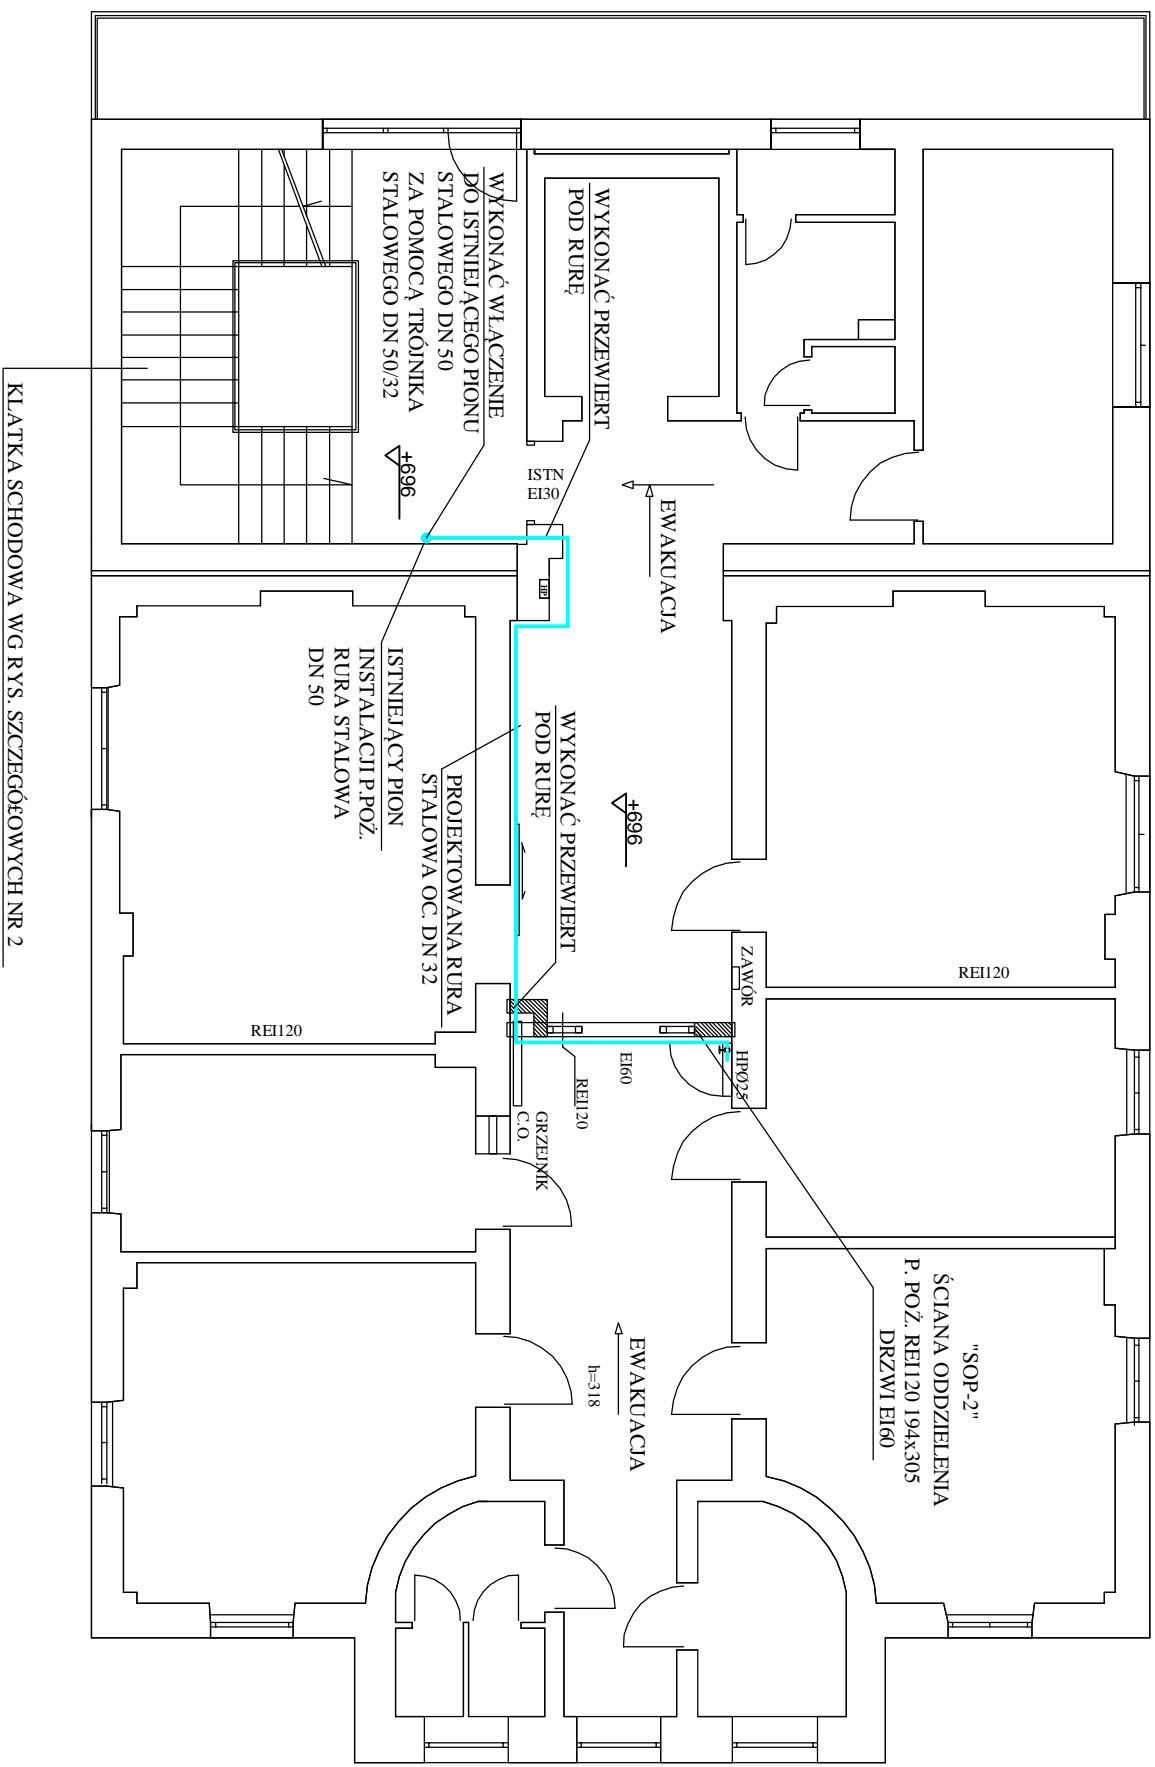 WYKONAĆ WŁĄCZENIE
DO ISTNIEJĄCEGO PIONU
STALOWEGO DN 50
ZA POMOCĄ TRÓJNIKA
STALOWEGO DN 50/32
WYKONAĆ PRZEWIERT
POD RURĘ
ISTN
EI30
+696
EWAKUACJA
HP
KLATKA SCHODOWA WG RYS. SZCZEGÓŁOWYCH NR 2
ISTNIEJĄCY PION
INSTALACJI P.POŻ.
RURA STALOWA
DN 50
WYKONAĆ PRZEWIERT
POD RURĘ
PROJEKTOWANA RURA
STALOWA OC. DN 32
+696
ZAWÓR
REI120
REI120
HPØ25
EI60
REI120
GRZEJNIK
C.O.
"SOP-2"
ŚCIANA ODDZIELENIA
P. POŻ. REI120 194x305
DRZWI EI60
EWAKUACJA
h=318